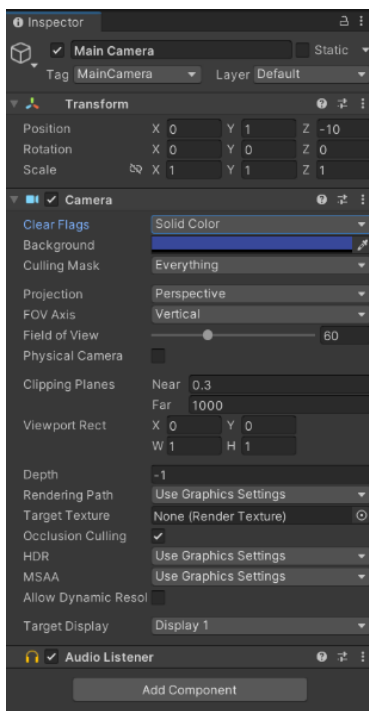 Inspector
Main Camera Static
Tag MainCamera Layer Default
Transform
Position X 0 Y 1 Z -10
Rotation X 0 Y 0 Z 0
Scale X 1 Y 1 Z 1
Camera
Clear Flags Solid Color
Background
Culling Mask Everything
Projection Perspective
FOV Axis Vertical
Field of View 60
Physical Camera
Clipping Planes Near 0.3
Far 1000
Viewport Rect X 0 Y 0
W 1 H 1
Depth -1
Rendering Path Use Graphics Settings
Target Texture None (Render Texture)
Occlusion Culling
HDR Use Graphics Settings
MSAA Use Graphics Settings
Allow Dynamic Resol
Target Display Display 1
Audio Listener
Add Component